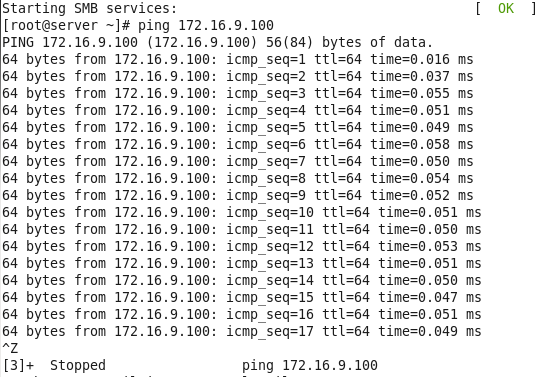 Starting SMB services: [ OK ]
[root@server ~]# ping 172.16.9.100
PING 172.16.9.100 (172.16.9.100) 56(84) bytes of data.
64 bytes from 172.16.9.100: icmp_seq=1 ttl=64 time=0.016 ms
64 bytes from 172.16.9.100: icmp_seq=2 ttl=64 time=0.037 ms
64 bytes from 172.16.9.100: icmp_seq=3 ttl=64 time=0.055 ms
64 bytes from 172.16.9.100: icmp_seq=4 ttl=64 time=0.051 ms
64 bytes from 172.16.9.100: icmp_seq=5 ttl=64 time=0.049 ms
64 bytes from 172.16.9.100: icmp_seq=6 ttl=64 time=0.058 ms
64 bytes from 172.16.9.100: icmp_seq=7 ttl=64 time=0.050 ms
64 bytes from 172.16.9.100: icmp_seq=8 ttl=64 time=0.054 ms
64 bytes from 172.16.9.100: icmp_seq=9 ttl=64 time=0.052 ms
64 bytes from 172.16.9.100: icmp_seq=10 ttl=64 time=0.051 ms
64 bytes from 172.16.9.100: icmp_seq=11 ttl=64 time=0.050 ms
64 bytes from 172.16.9.100: icmp_seq=12 ttl=64 time=0.053 ms
64 bytes from 172.16.9.100: icmp_seq=13 ttl=64 time=0.051 ms
64 bytes from 172.16.9.100: icmp_seq=14 ttl=64 time=0.050 ms
64 bytes from 172.16.9.100: icmp_seq=15 ttl=64 time=0.047 ms
64 bytes from 172.16.9.100: icmp_seq=16 ttl=64 time=0.051 ms
64 bytes from 172.16.9.100: icmp_seq=17 ttl=64 time=0.049 ms
^Z
[3]+ Stopped ping 172.16.9.100